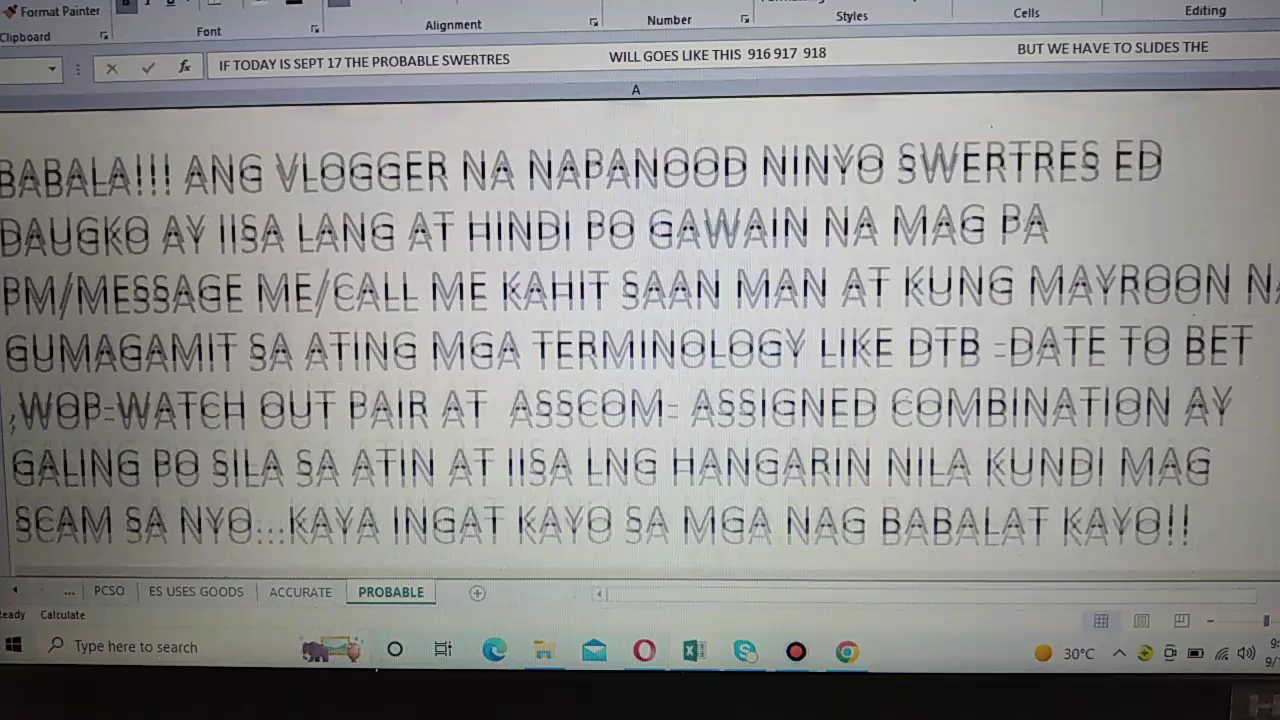 Format Painter
Clipboard
Font
Alignment
Number
Styles
Cells
Editing
fx
IF TODAY IS SEPT 17 THE PROBABLE SWERTRES WILL GOES LIKE THIS 916 917 918 BUT WE HAVE TO SLIDES THE
A
BABALA!!! ANG VLOGGER NA NAPANOOD NINYO SWERTRES ED
DAUGKO AY IISA LANG AT HINDI PO GAWAIN NA MAG PA
PM/MESSAGE ME/CALL ME KAHIT SAAN MAN AT KUNG MAYROON NA
GUMAGAMIT SA ATING MGA TERMINOLOGY LIKE DTB =DATE TO BET
,WOP=WATCH OUT PAIR AT ASSCOM= ASSIGNED COMBINATION AY
GALING PO SILA SA ATIN AT IISA LNG HANGARIN NILA KUNDI MAG
SCAM SA NYO...KAYA INGAT KAYO SA MGA NAG BABALAT KAYO!!
... PCSO ES USES GOODS ACCURATE PROBABLE
Calculate
Type here to search
30°C